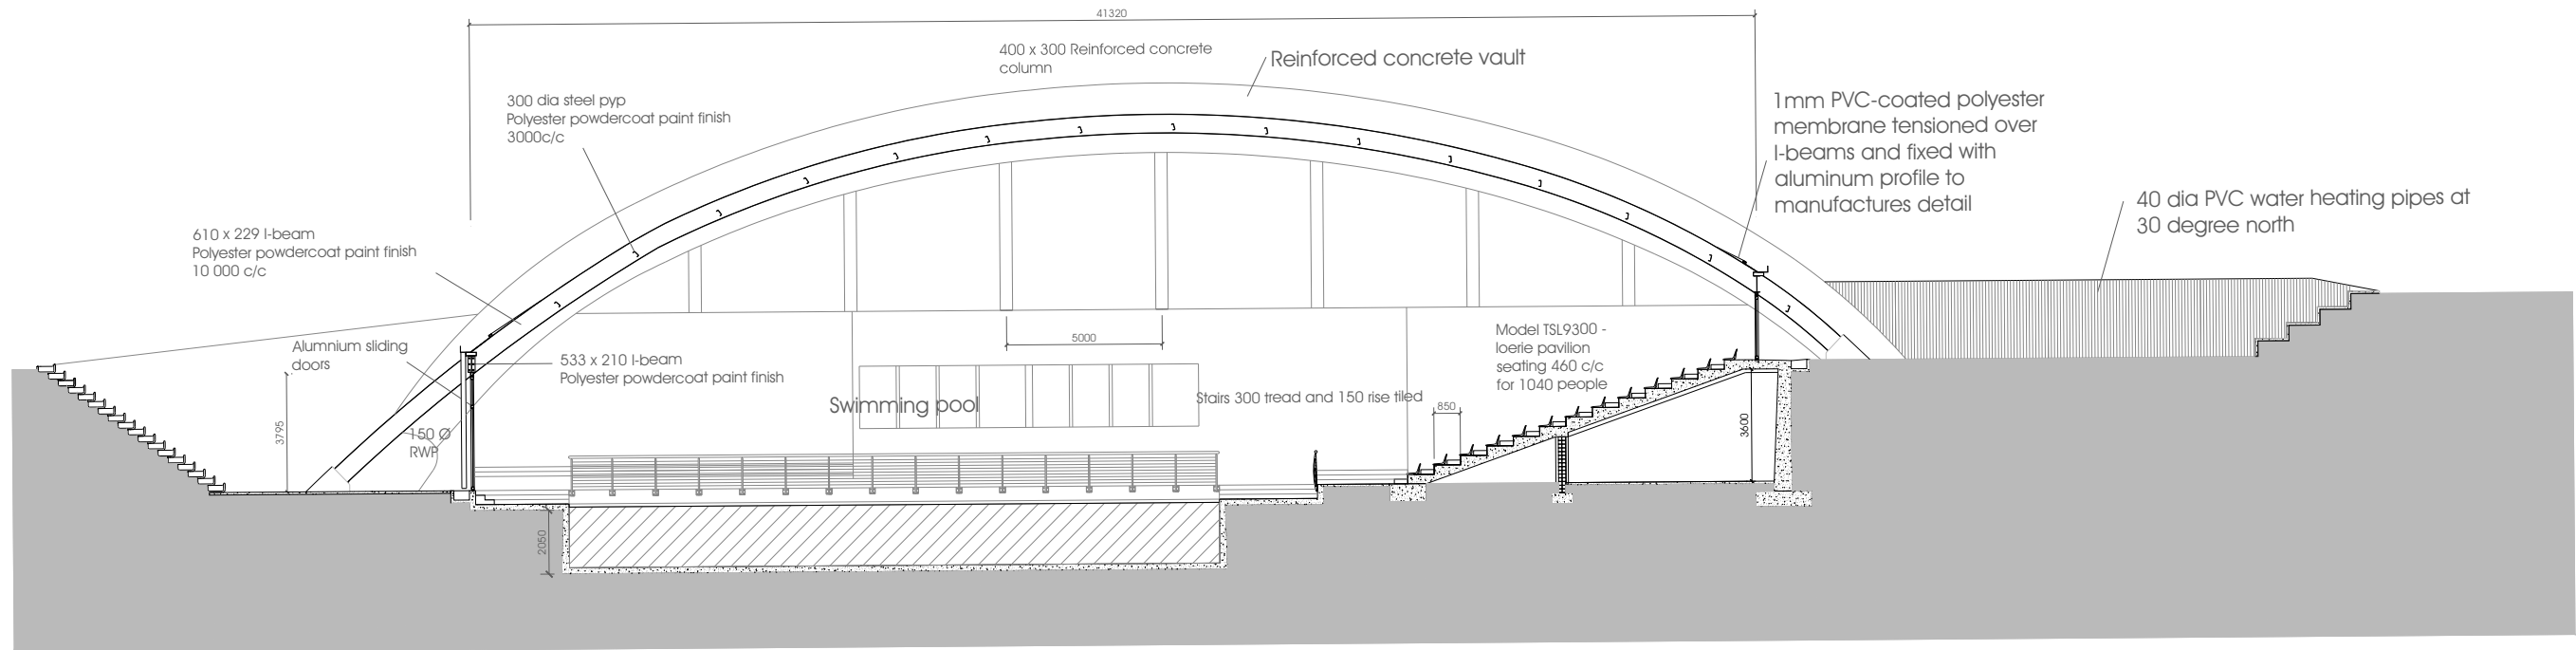 41320
400 x 300 Reinforced concrete
column
Reinforced concrete vault
300 dia steel pyp
Polyester powdercoat paint finish
3000c/c
1mm PVC-coated polyester
membrane tensioned over
I-beams and fixed with
aluminum profile to
manufactures detail
40 dia PVC water heating pipes at
30 degree north
610 x 229 I-beam
Polyester powdercoat paint finish
10 000 c/c
Alumnium sliding
doors
533 x 210 I-beam
Polyester powdercoat paint finish
5000
Model TSL9300 -
loerie pavilion
seating 460 c/c
for 1040 people
Swimming pool
Stairs 300 tread and 150 rise tiled
850
3795
150 Ø
RWP
3600
2050